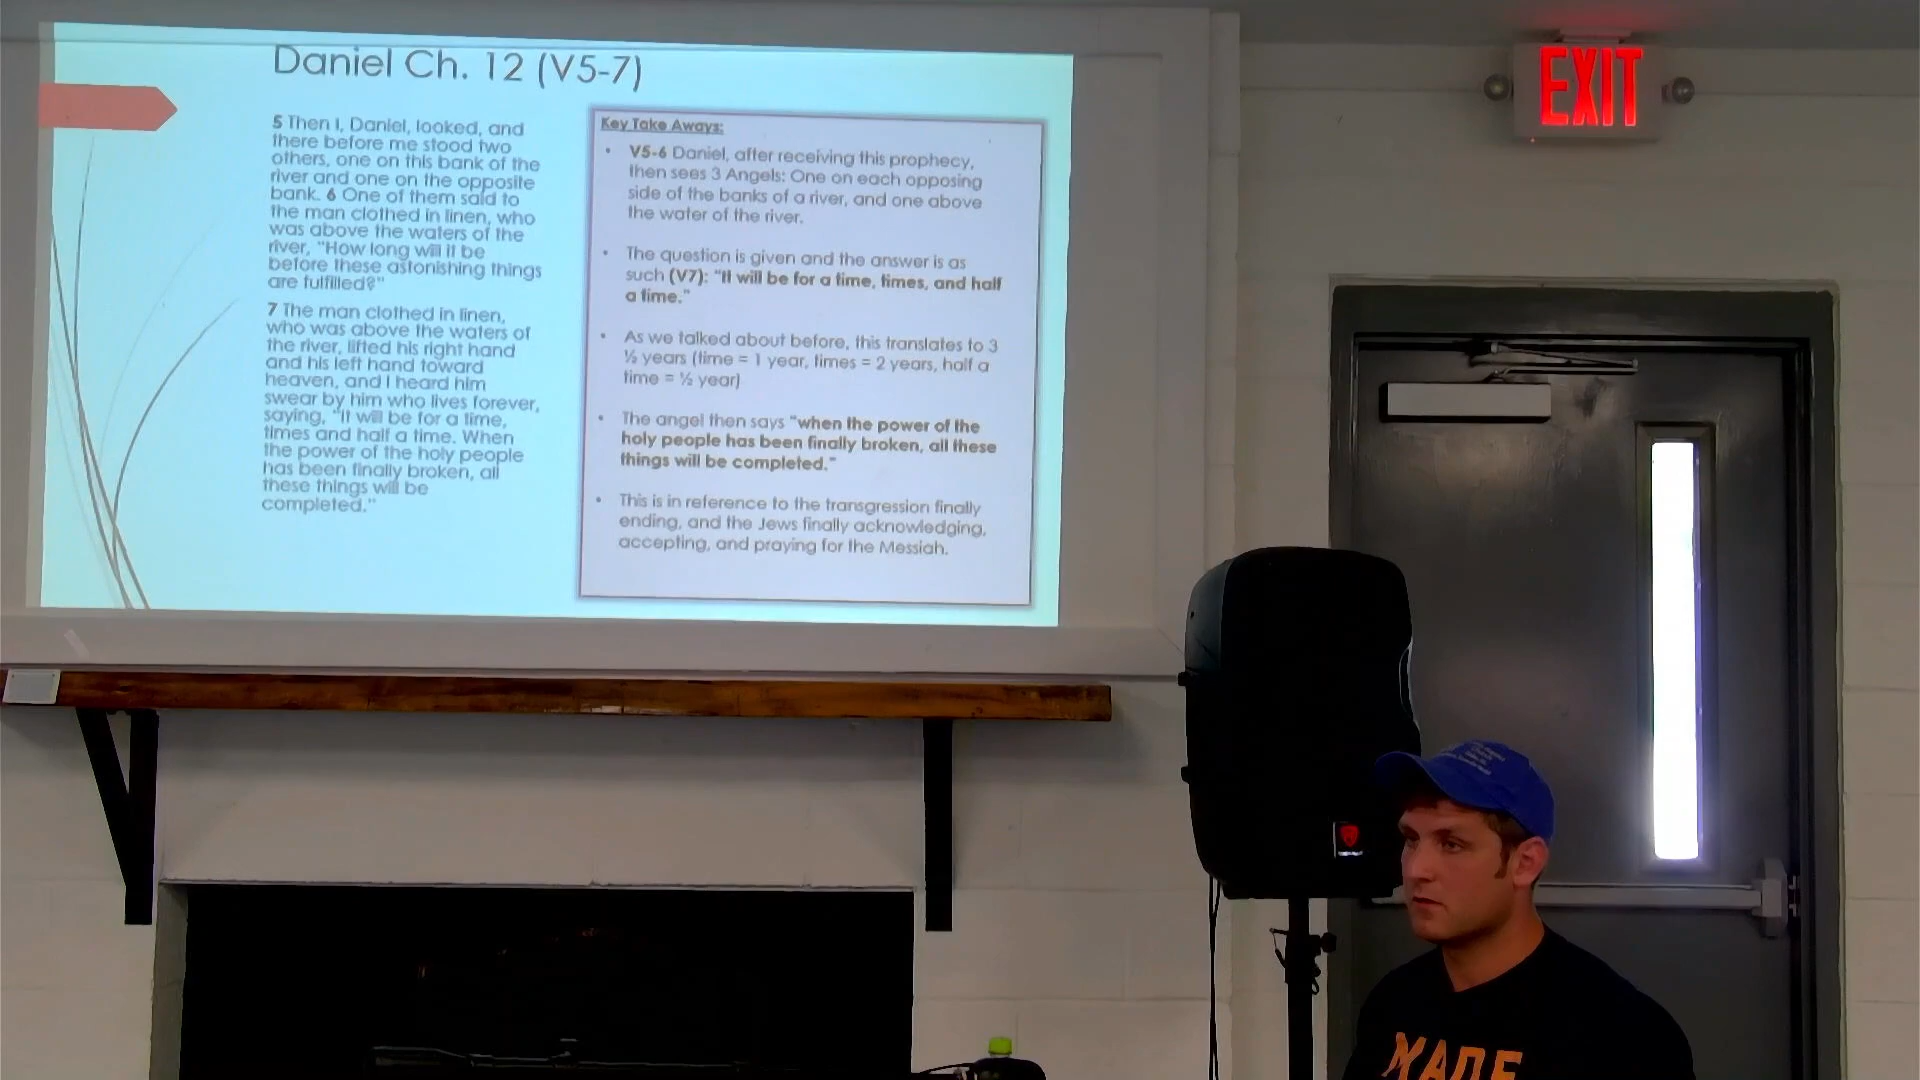 Daniel Ch. 12 (V5-7)
5 Then I, Daniel, looked, and
there before me stood two
others, one on this bank of the
river and one on the opposite
bank. 6 One of them said to
the man clothed in linen, who
was above the waters of the
river, "How long will it be
before these astonishing things
are fulfilled?"
7 The man clothed in linen,
who was above the waters of
the river, lifted his right hand
and his left hand toward
heaven, and I heard him
swear by him who lives forever,
saying, "It will be for a time,
times and half a time. When
the power of the holy people
has been finally broken, all
these things will be
completed."
Key Take Aways:
• V5-6 Daniel, after receiving this prophecy,
then sees 3 Angels: One on each opposing
side of the banks of a river, and one above
the water of the river.
• The question is given and the answer is as
such (V7): "It will be for a time, times, and half
a time."
• As we talked about before, this translates to 3
½ years (time = 1 year, times = 2 years, half a
time = ½ year)
• The angel then says "when the power of the
holy people has been finally broken, all these
things will be completed."
• This is in reference to the transgression finally
ending, and the Jews finally acknowledging,
accepting, and praying for the Messiah.
EXIT
MADE